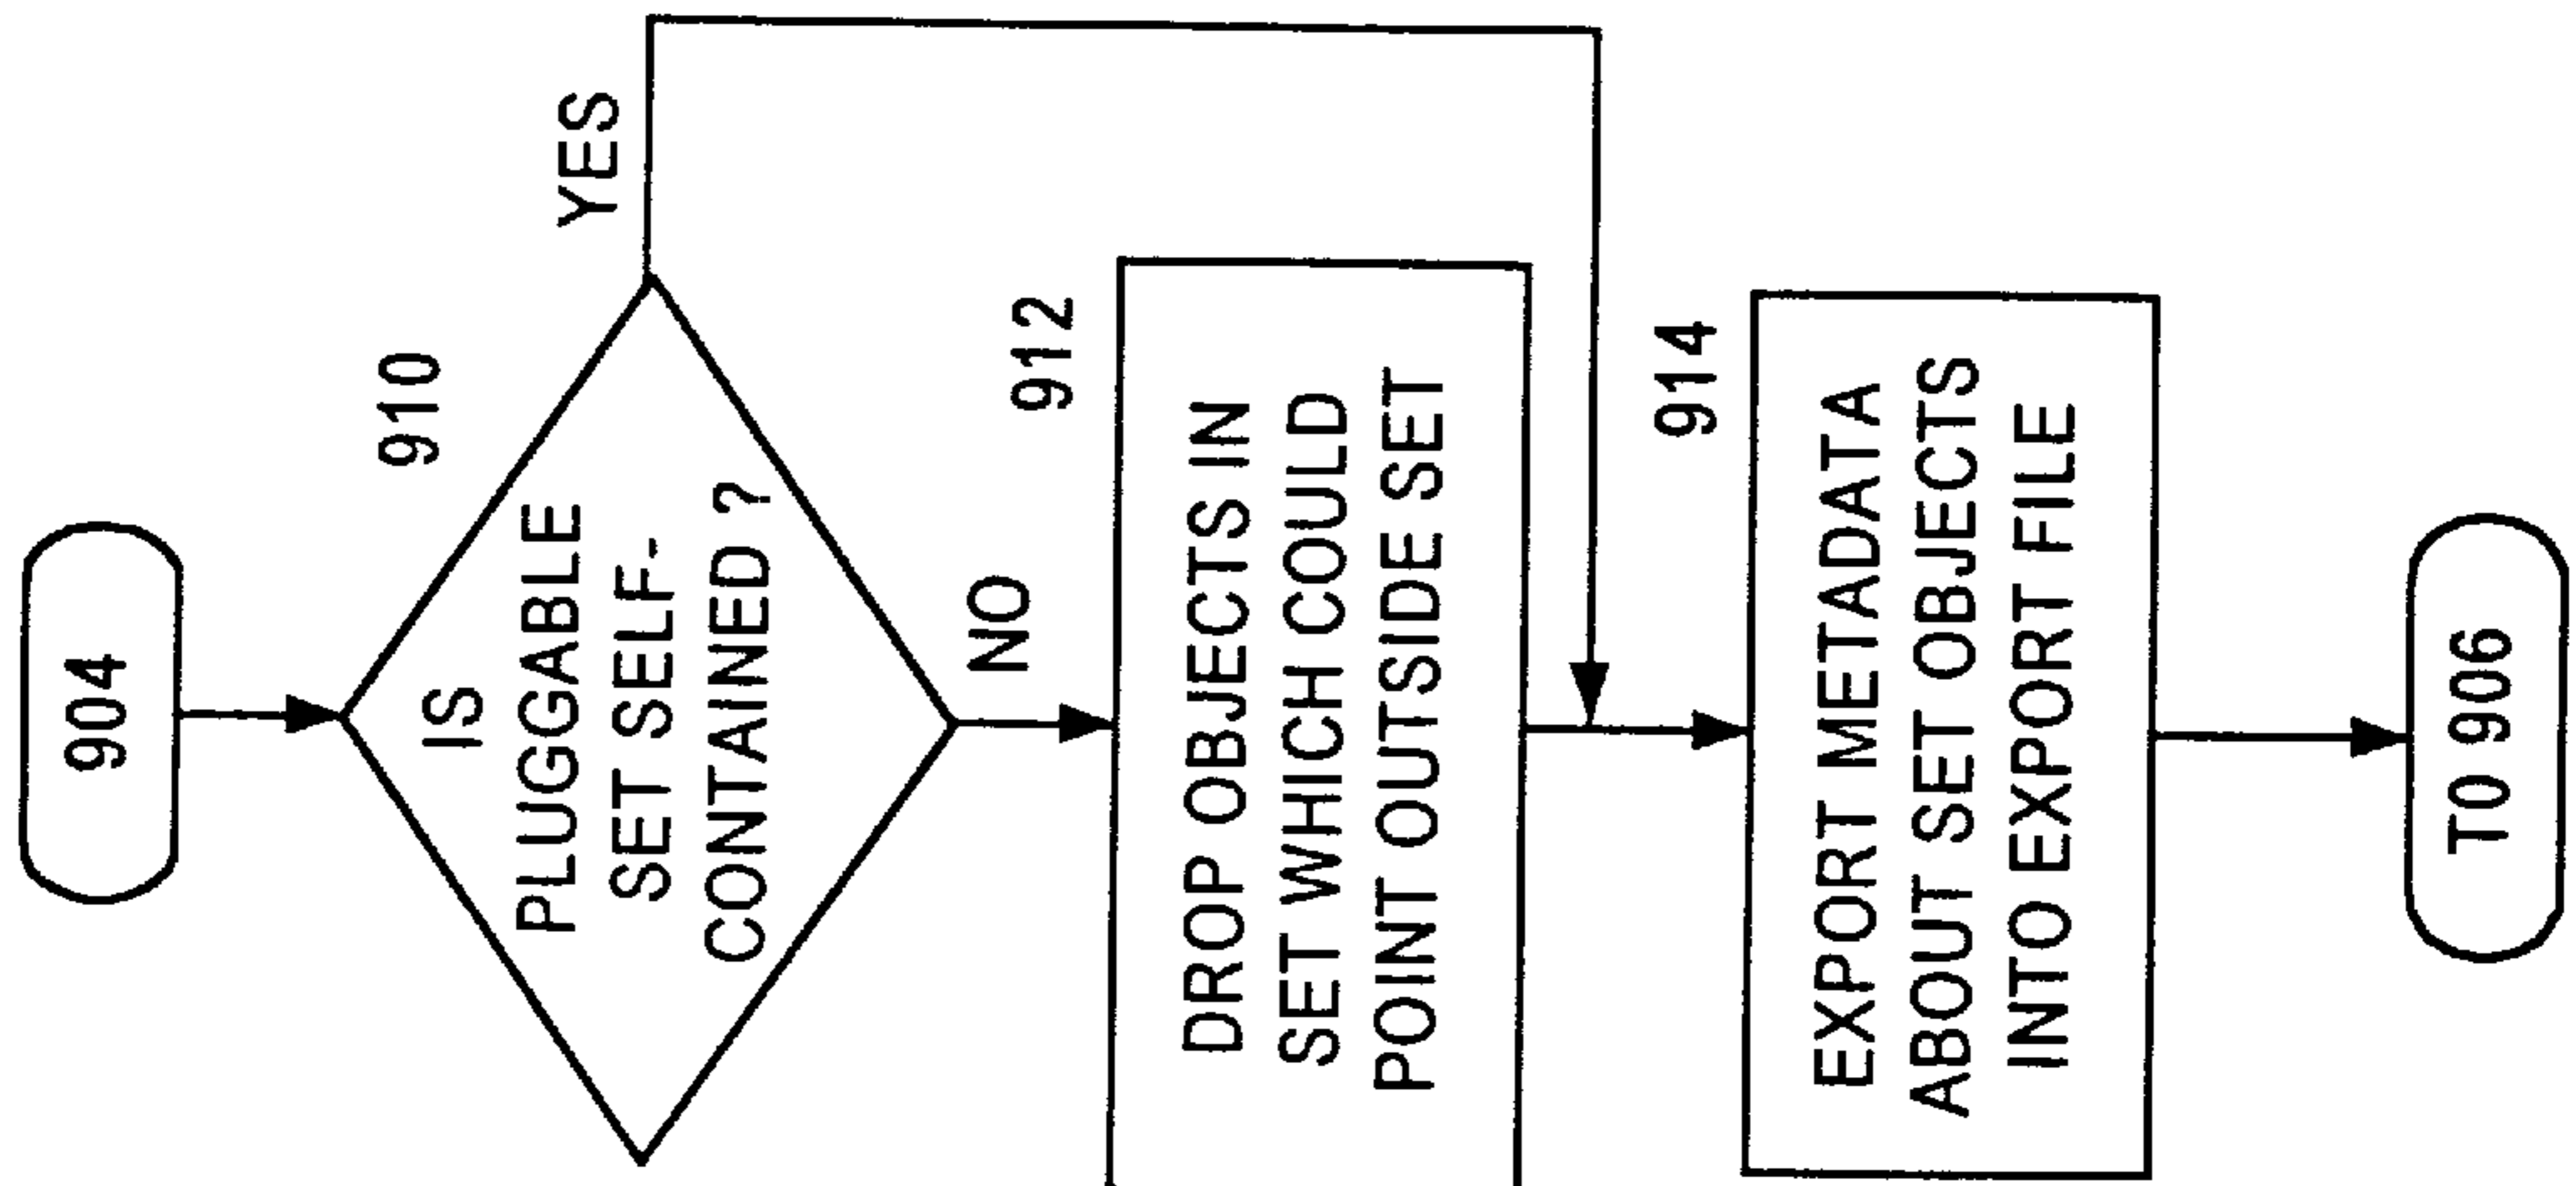 904
910
IS
PLUGGABLE
SET SELF-
CONTAINED ?
YES
NO
912
DROP OBJECTS IN
SET WHICH COULD
POINT OUTSIDE SET
914
EXPORT METADATA
ABOUT SET OBJECTS
INTO EXPORT FILE
TO 906